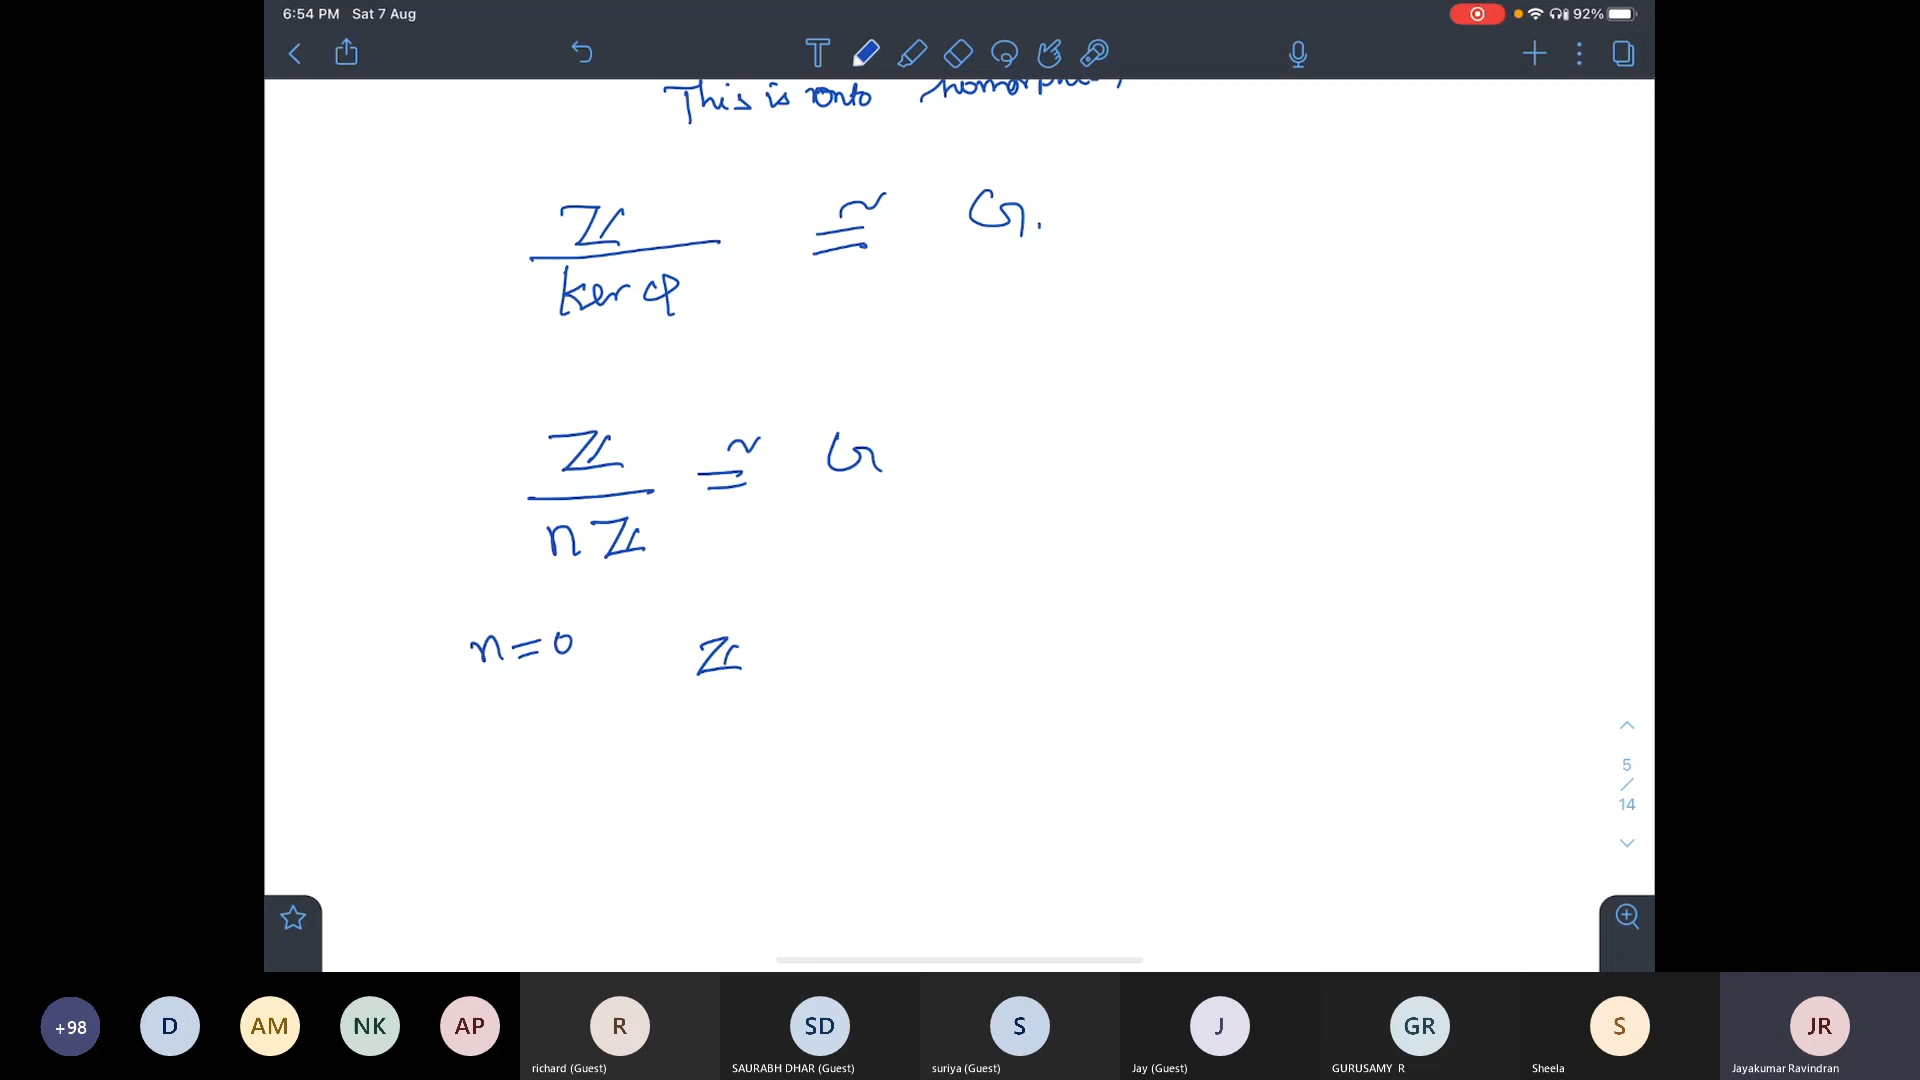 6:54 PM Sat 7 Aug 92%
This is onto
ℤ ≅ G.
ker φ
ℤ ≅ G
nℤ
n=0 ℤ
5
/
14
+98 D AM NK AP R SD S J GR S JR
richard (Guest) SAURABH DHAR (Guest) suriya (Guest) Jay (Guest) GURUSAMY R Sheela Jayakumar Ravindran